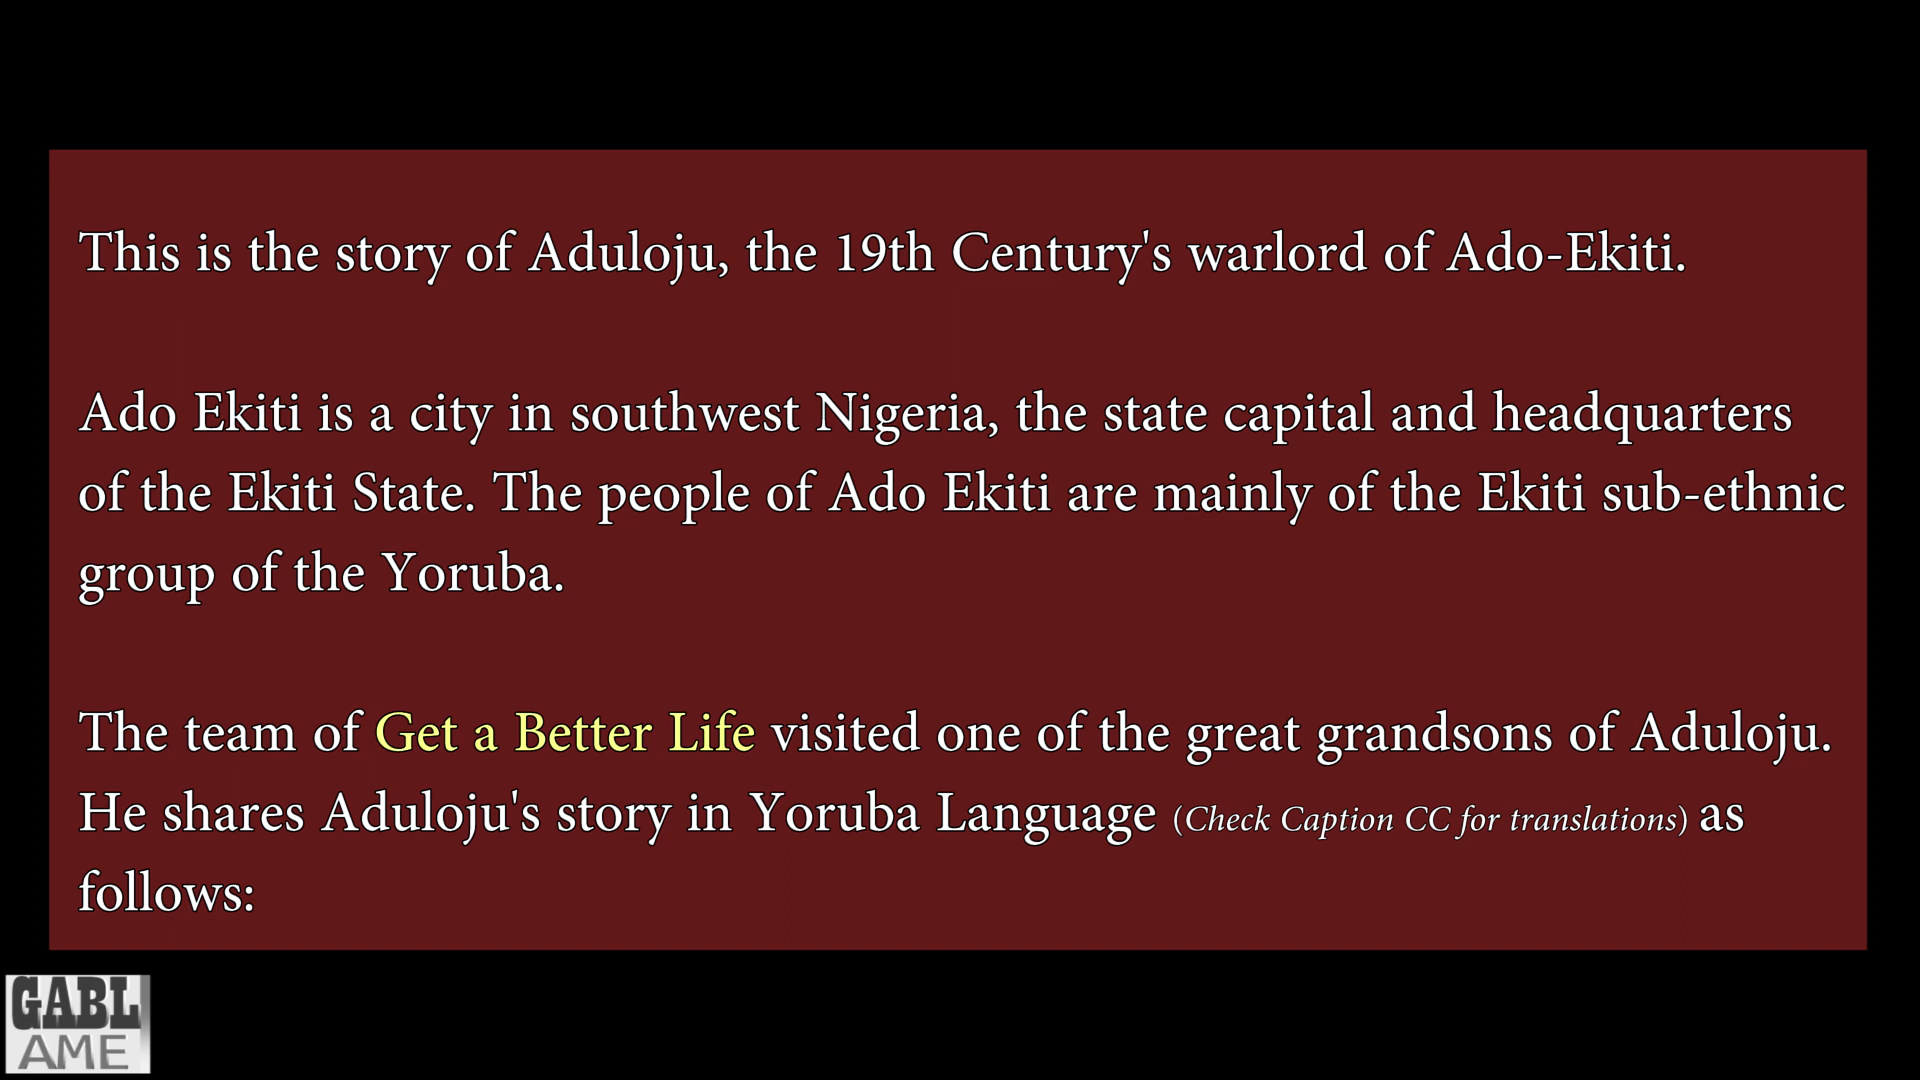 This is the story of Aduloju, the 19th Century's warlord of Ado-Ekiti.
Ado Ekiti is a city in southwest Nigeria, the state capital and headquarters
of the Ekiti State. The people of Ado Ekiti are mainly of the Ekiti sub-ethnic
group of the Yoruba.
The team of Get a Better Life visited one of the great grandsons of Aduloju.
He shares Aduloju's story in Yoruba Language (Check Caption CC for translations) as
follows:
GABL
AME